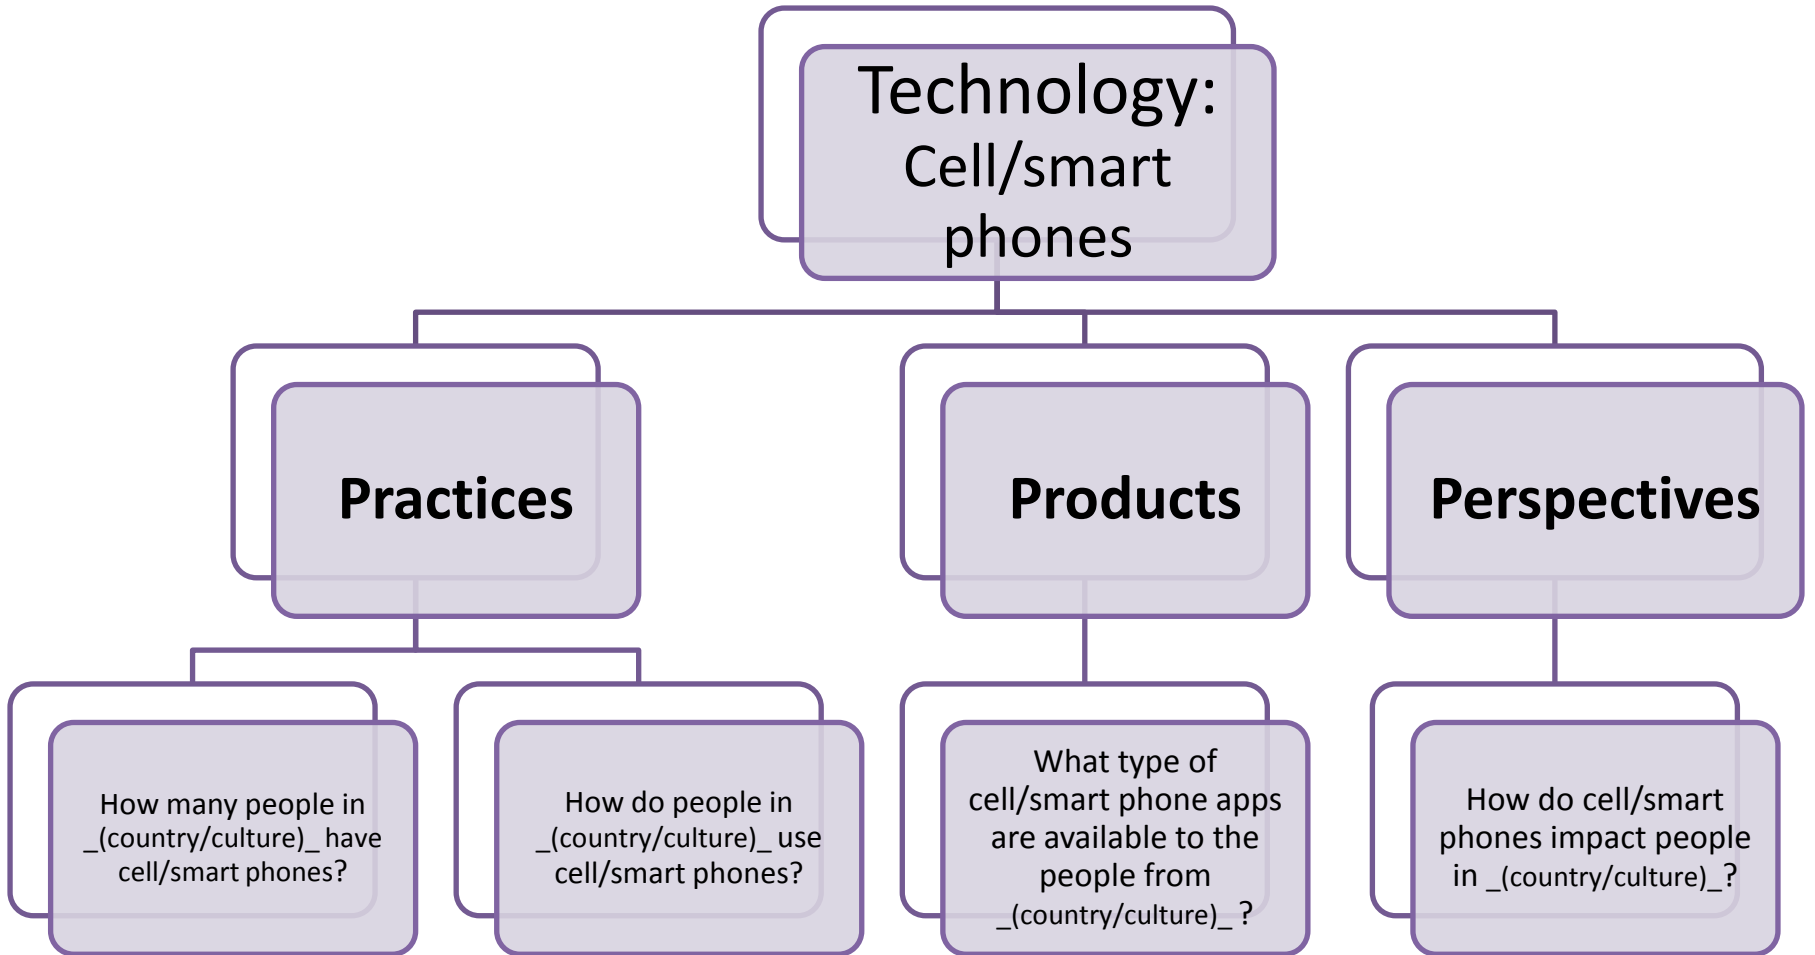 Technology:
Cell/smart
phones
Practices
Products
Perspectives
How many people in
_(country/culture)_ have
cell/smart phones?
How do people in
_(country/culture)_ use
cell/smart phones?
What type of
cell/smart phone apps
are available to the
people from
_(country/culture)_ ?
How do cell/smart
phones impact people
in _(country/culture)_?